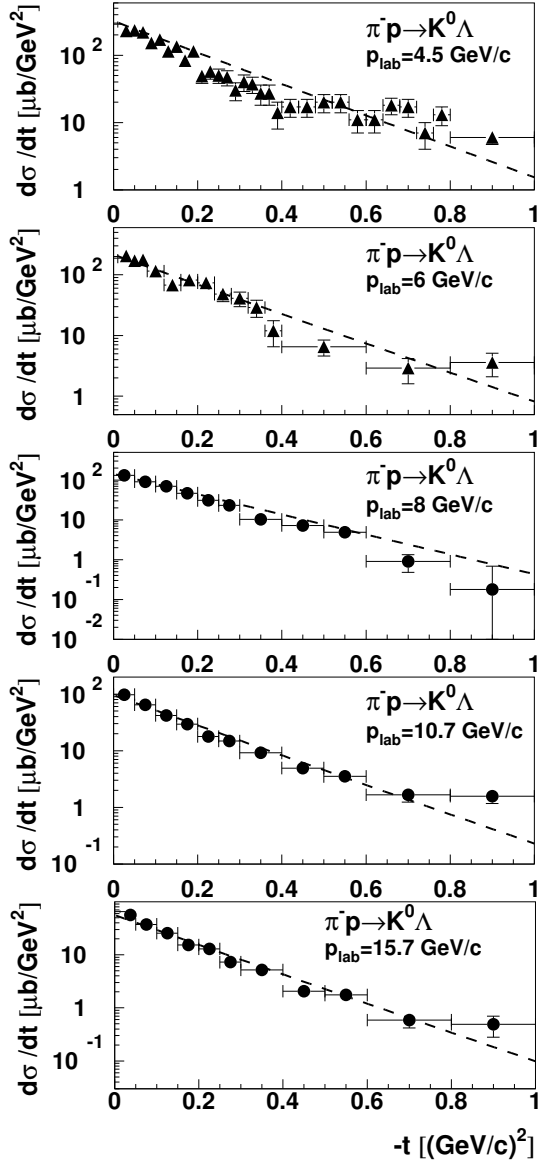 dσ/dt [μb/GeV²]
π⁻p→K⁰Λ
p_lab=4.5 GeV/c
10²
10
1
0 0.2 0.4 0.6 0.8 1
dσ/dt [μb/GeV²]
π⁻p→K⁰Λ
p_lab=6 GeV/c
10²
10
1
0 0.2 0.4 0.6 0.8 1
dσ/dt [μb/GeV²]
π⁻p→K⁰Λ
p_lab=8 GeV/c
10²
10
1
10⁻¹
10⁻²
0 0.2 0.4 0.6 0.8 1
dσ/dt [μb/GeV²]
π⁻p→K⁰Λ
p_lab=10.7 GeV/c
10²
10
1
10⁻¹
0 0.2 0.4 0.6 0.8 1
dσ/dt [μb/GeV²]
π⁻p→K⁰Λ
p_lab=15.7 GeV/c
10
1
10⁻¹
0 0.2 0.4 0.6 0.8 1
-t [(GeV/c)²]